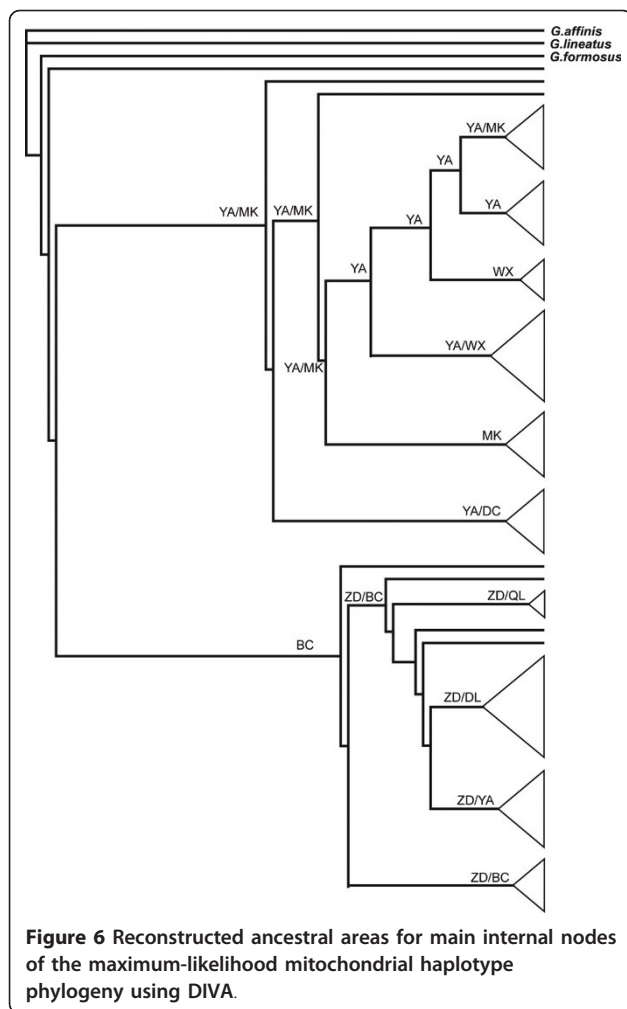 G.affinis
G.lineatus
G.formosus
YA/MK
YA
YA
YA/MK
YA/MK
YA
WX
YA
YA/WX
YA/MK
MK
YA/DC
ZD/BC
ZD/QL
BC
ZD/DL
ZD/YA
ZD/BC
Figure 6 Reconstructed ancestral areas for main internal nodes
of the maximum-likelihood mitochondrial haplotype
phylogeny using DIVA.